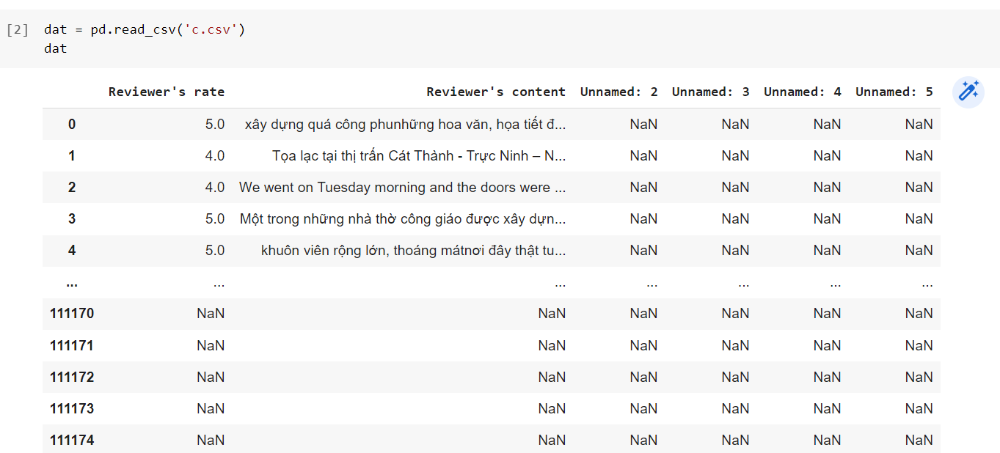 [2] dat = pd.read_csv('c.csv')
dat
Reviewer's rate Reviewer's content Unnamed: 2 Unnamed: 3 Unnamed: 4 Unnamed: 5
0 5.0 xây dựng quá công phunhững hoa văn, họa tiết đ... NaN NaN NaN NaN
1 4.0 Tọa lạc tại thị trấn Cát Thành - Trực Ninh – N... NaN NaN NaN NaN
2 4.0 We went on Tuesday morning and the doors were ... NaN NaN NaN NaN
3 5.0 Một trong những nhà thờ công giáo được xây dựn... NaN NaN NaN NaN
4 5.0 khuôn viên rộng lớn, thoáng mátnơi đây thật tu... NaN NaN NaN NaN
... ... ... ... ... ... ...
111170 NaN NaN NaN NaN NaN NaN
111171 NaN NaN NaN NaN NaN NaN
111172 NaN NaN NaN NaN NaN NaN
111173 NaN NaN NaN NaN NaN NaN
111174 NaN NaN NaN NaN NaN NaN